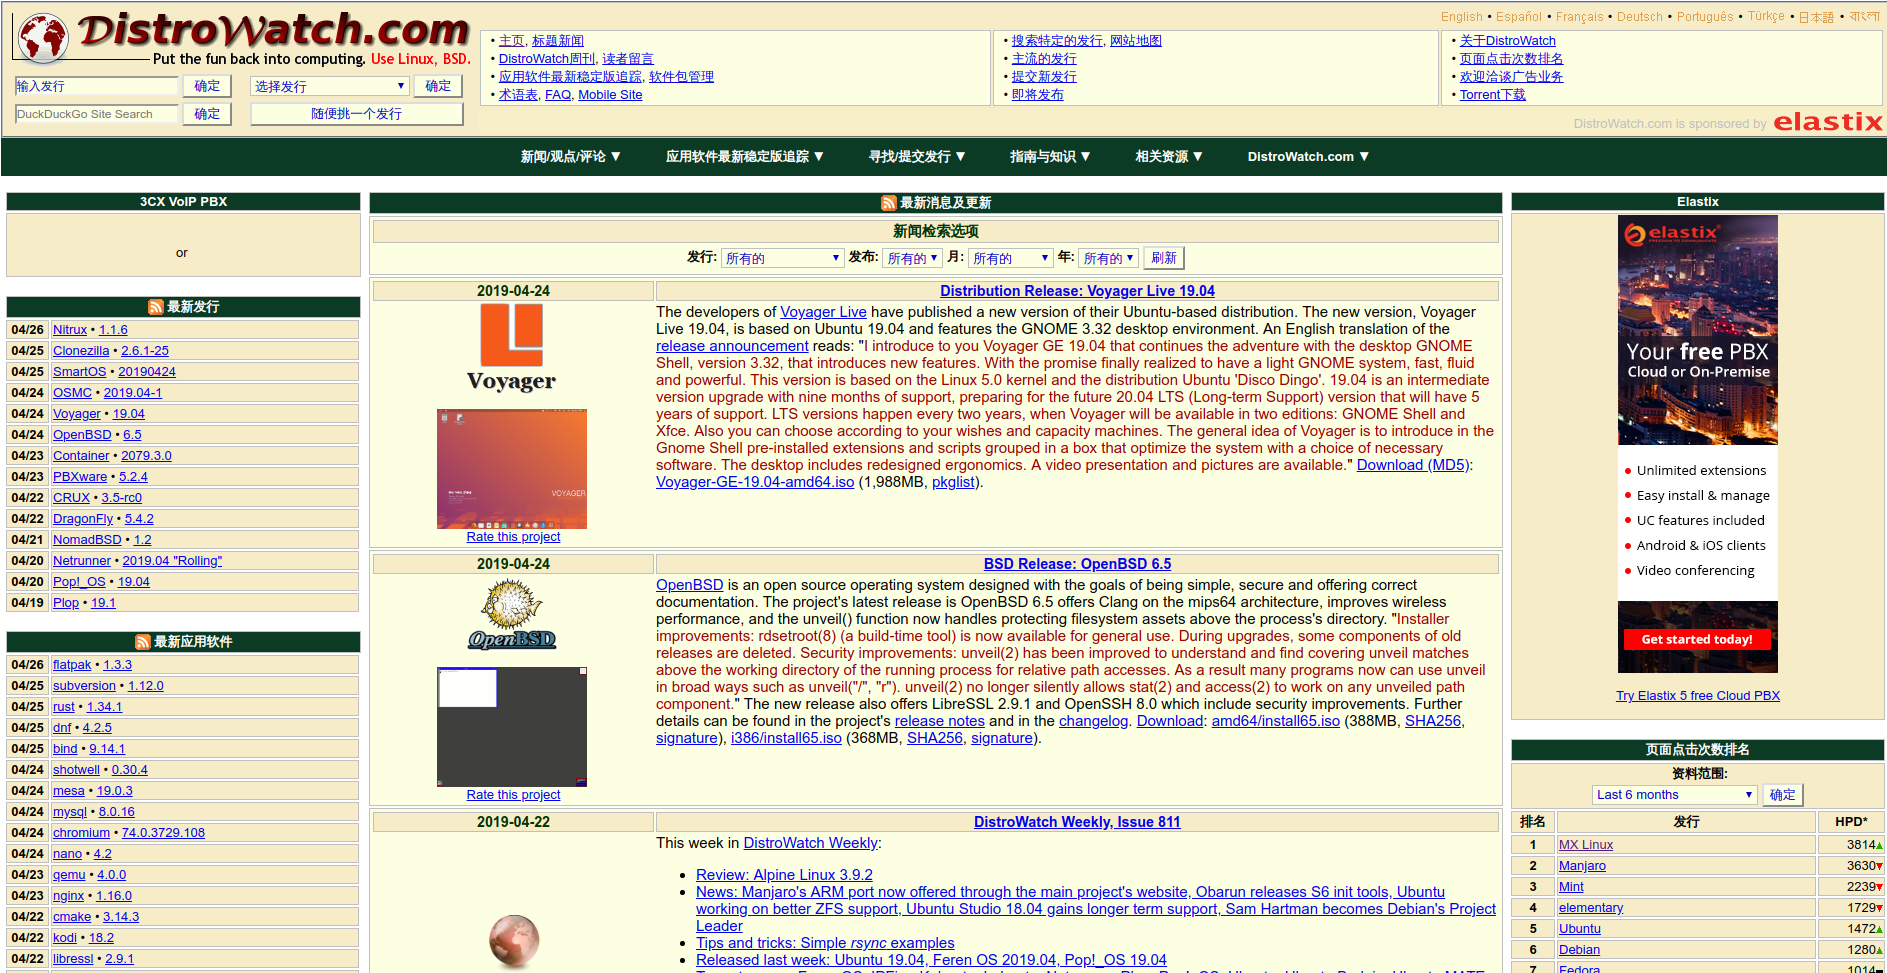 DistroWatch.com
Put the fun back into computing. Use Linux, BSD.
English • Español • Français • Deutsch • Português • Türkçe • 日本語 • বাংলা
输入发行 确定 选择发行 确定
DuckDuckGo Site Search 确定 随便挑一个发行
• 主页, 标题新闻
• DistroWatch周刊, 读者留言
• 应用软件最新稳定版追踪, 软件包管理
• 术语表, FAQ, Mobile Site
• 搜索特定的发行, 网站地图
• 主流的发行
• 提交新发行
• 即将发布
• 关于DistroWatch
• 页面点击次数排名
• 欢迎洽谈广告业务
• Torrent下载
DistroWatch.com is sponsored by elastix
新闻/观点/评论 ▼ 应用软件最新稳定版追踪 ▼ 寻找/提交发行 ▼ 指南与知识 ▼ 相关资源 ▼ DistroWatch.com ▼
3CX VoIP PBX
or
最新发行
04/26 Nitrux • 1.1.6
04/25 Clonezilla • 2.6.1-25
04/25 SmartOS • 20190424
04/24 OSMC • 2019.04-1
04/24 Voyager • 19.04
04/24 OpenBSD • 6.5
04/23 Container • 2079.3.0
04/23 PBXware • 5.2.4
04/22 CRUX • 3.5-rc0
04/22 DragonFly • 5.4.2
04/21 NomadBSD • 1.2
04/20 Netrunner • 2019.04 "Rolling"
04/20 Pop!_OS • 19.04
04/19 Plop • 19.1
最新应用软件
04/26 flatpak • 1.3.3
04/25 subversion • 1.12.0
04/25 rust • 1.34.1
04/25 dnf • 4.2.5
04/25 bind • 9.14.1
04/24 shotwell • 0.30.4
04/24 mesa • 19.0.3
04/24 mysql • 8.0.16
04/24 chromium • 74.0.3729.108
04/24 nano • 4.2
04/23 qemu • 4.0.0
04/23 nginx • 1.16.0
04/22 cmake • 3.14.3
04/22 kodi • 18.2
04/22 libressl • 2.9.1
最新消息及更新
新闻检索选项
发行: 所有的 发布: 所有的 月: 所有的 年: 所有的 刷新
2019-04-24 Distribution Release: Voyager Live 19.04
Voyager
VOYAGER
Rate this project
The developers of Voyager Live have published a new version of their Ubuntu-based distribution. The new version, Voyager
Live 19.04, is based on Ubuntu 19.04 and features the GNOME 3.32 desktop environment. An English translation of the
release announcement reads: "I introduce to you Voyager GE 19.04 that continues the adventure with the desktop GNOME
Shell, version 3.32, that introduces new features. With the promise finally realized to have a light GNOME system, fast, fluid
and powerful. This version is based on the Linux 5.0 kernel and the distribution Ubuntu 'Disco Dingo'. 19.04 is an intermediate
version upgrade with nine months of support, preparing for the future 20.04 LTS (Long-term Support) version that will have 5
years of support. LTS versions happen every two years, when Voyager will be available in two editions: GNOME Shell and
Xfce. Also you can choose according to your wishes and capacity machines. The general idea of Voyager is to introduce in the
Gnome Shell pre-installed extensions and scripts grouped in a box that optimize the system with a choice of necessary
software. The desktop includes redesigned ergonomics. A video presentation and pictures are available." Download (MD5):
Voyager-GE-19.04-amd64.iso (1,988MB, pkglist).
2019-04-24 BSD Release: OpenBSD 6.5
OpenBSD
Rate this project
OpenBSD is an open source operating system designed with the goals of being simple, secure and offering correct
documentation. The project's latest release is OpenBSD 6.5 offers Clang on the mips64 architecture, improves wireless
performance, and the unveil() function now handles protecting filesystem assets above the process's directory. "Installer
improvements: rdsetroot(8) (a build-time tool) is now available for general use. During upgrades, some components of old
releases are deleted. Security improvements: unveil(2) has been improved to understand and find covering unveil matches
above the working directory of the running process for relative path accesses. As a result many programs now can use unveil
in broad ways such as unveil("/", "r"). unveil(2) no longer silently allows stat(2) and access(2) to work on any unveiled path
component." The new release also offers LibreSSL 2.9.1 and OpenSSH 8.0 which include security improvements. Further
details can be found in the project's release notes and in the changelog. Download: amd64/install65.iso (388MB, SHA256,
signature), i386/install65.iso (368MB, SHA256, signature).
2019-04-22 DistroWatch Weekly, Issue 811
This week in DistroWatch Weekly:
• Review: Alpine Linux 3.9.2
• News: Manjaro's ARM port now offered through the main project's website, Obarun releases S6 init tools, Ubuntu
working on better ZFS support, Ubuntu Studio 18.04 gains longer term support, Sam Hartman becomes Debian's Project
Leader
• Tips and tricks: Simple rsync examples
• Released last week: Ubuntu 19.04, Feren OS 2019.04, Pop!_OS 19.04
Elastix
elastix
FREEDOM TO COMMUNICATE
Your free PBX
Cloud or On-Premise
• Unlimited extensions
• Easy install & manage
• UC features included
• Android & iOS clients
• Video conferencing
Get started today!
Try Elastix 5 free Cloud PBX
页面点击次数排名
资料范围:
Last 6 months 确定
排名 发行 HPD*
1 MX Linux 3814
2 Manjaro 3630
3 Mint 2239
4 elementary 1729
5 Ubuntu 1472
6 Debian 1280
7 Fedora 1014